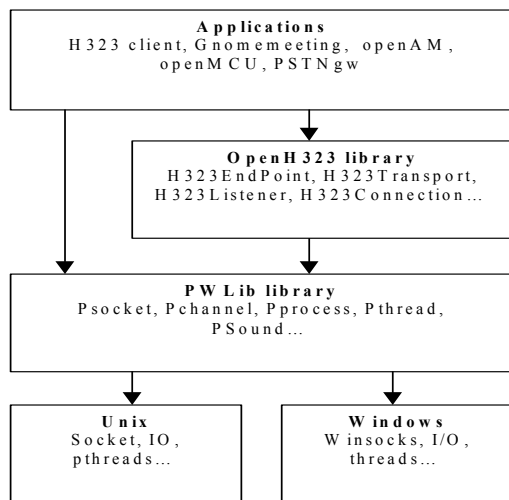 Applications
H323 client, Gnomemeeting, openAM,
openMCU, PSTNgw
OpenH323 library
H323EndPoint, H323Transport,
H323Listener, H323Connection...
PWLib library
Psocket, Pchannel, Pprocess, Pthread,
PSound...
Unix
Socket, IO,
pthreads...
Windows
Winsocks, I/O,
threads...